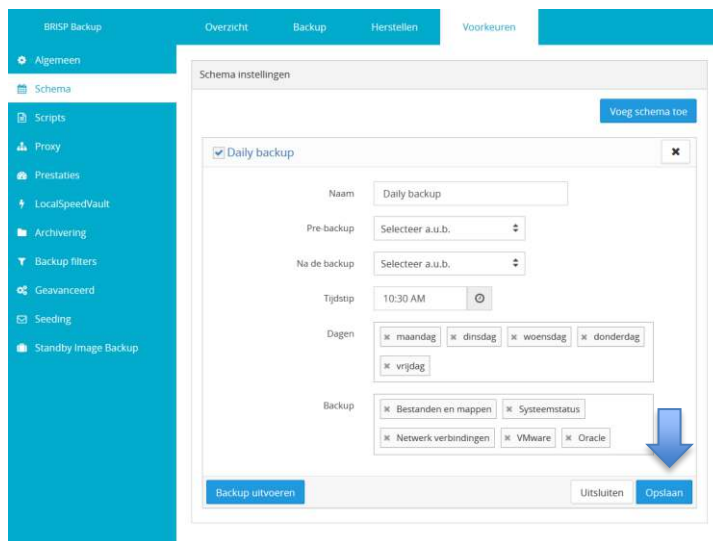 BRISP Backup
Overzicht Backup Herstellen Voorkeuren
Algemeen
Schema
Scripts
Proxy
Prestaties
LocalSpeedVault
Archivering
Backup filters
Geavanceerd
Seeding
Standby Image Backup
Schema instellingen
Voeg schema toe
Daily backup
Naam Daily backup
Pre-backup Selecteer a.u.b.
Na de backup Selecteer a.u.b.
Tijdstip 10:30 AM
Dagen maandag dinsdag woensdag donderdag
vrijdag
Backup Bestanden en mappen Systeemstatus
Netwerk verbindingen VMware Oracle
Backup uitvoeren Uitsluiten Opslaan